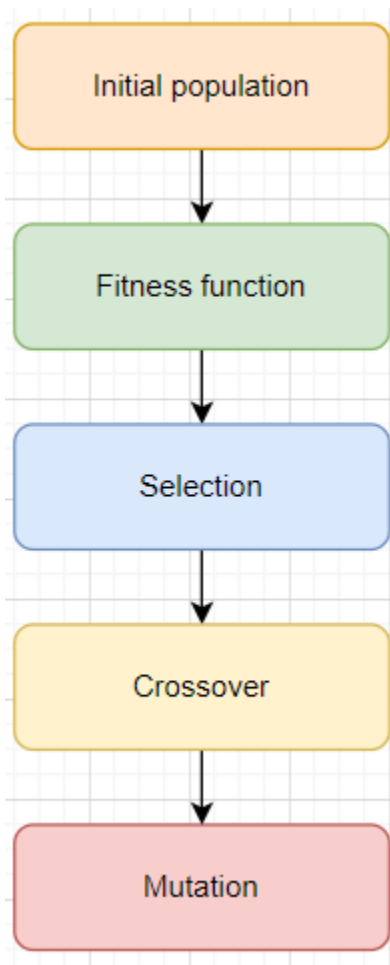 Initial population
Fitness function
Selection
Crossover
Mutation